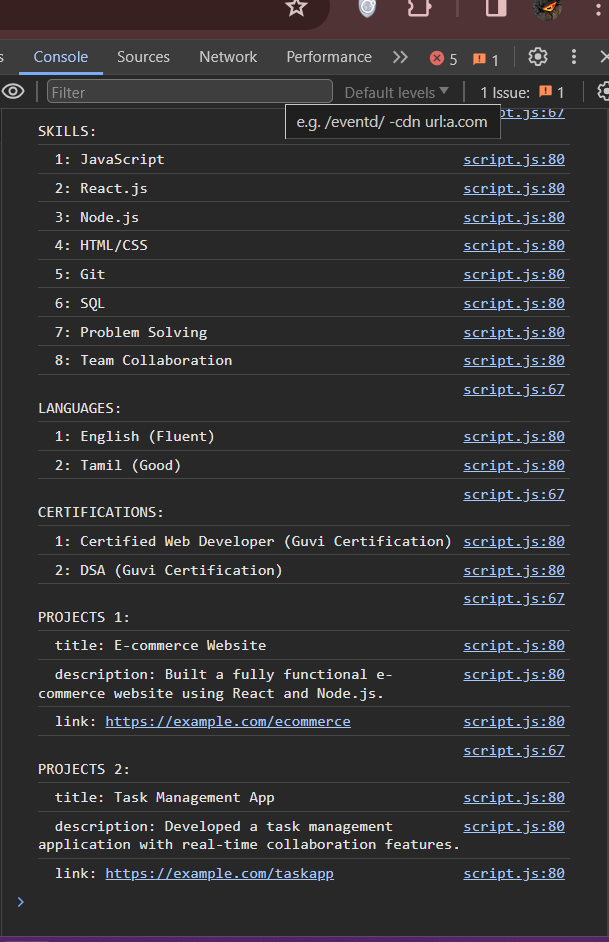 Console Sources Network Performance 5 1
Filter Default levels 1 Issue: 1
e.g. /eventd/ -cdn url:a.com
SKILLS:
1: JavaScript script.js:80
2: React.js script.js:80
3: Node.js script.js:80
4: HTML/CSS script.js:80
5: Git script.js:80
6: SQL script.js:80
7: Problem Solving script.js:80
8: Team Collaboration script.js:80
script.js:67
LANGUAGES:
1: English (Fluent) script.js:80
2: Tamil (Good) script.js:80
script.js:67
CERTIFICATIONS:
1: Certified Web Developer (Guvi Certification) script.js:80
2: DSA (Guvi Certification) script.js:80
script.js:67
PROJECTS 1:
title: E-commerce Website script.js:80
description: Built a fully functional e- script.js:80
commerce website using React and Node.js.
link: https://example.com/ecommerce script.js:80
script.js:67
PROJECTS 2:
title: Task Management App script.js:80
description: Developed a task management script.js:80
application with real-time collaboration features.
link: https://example.com/taskapp script.js:80